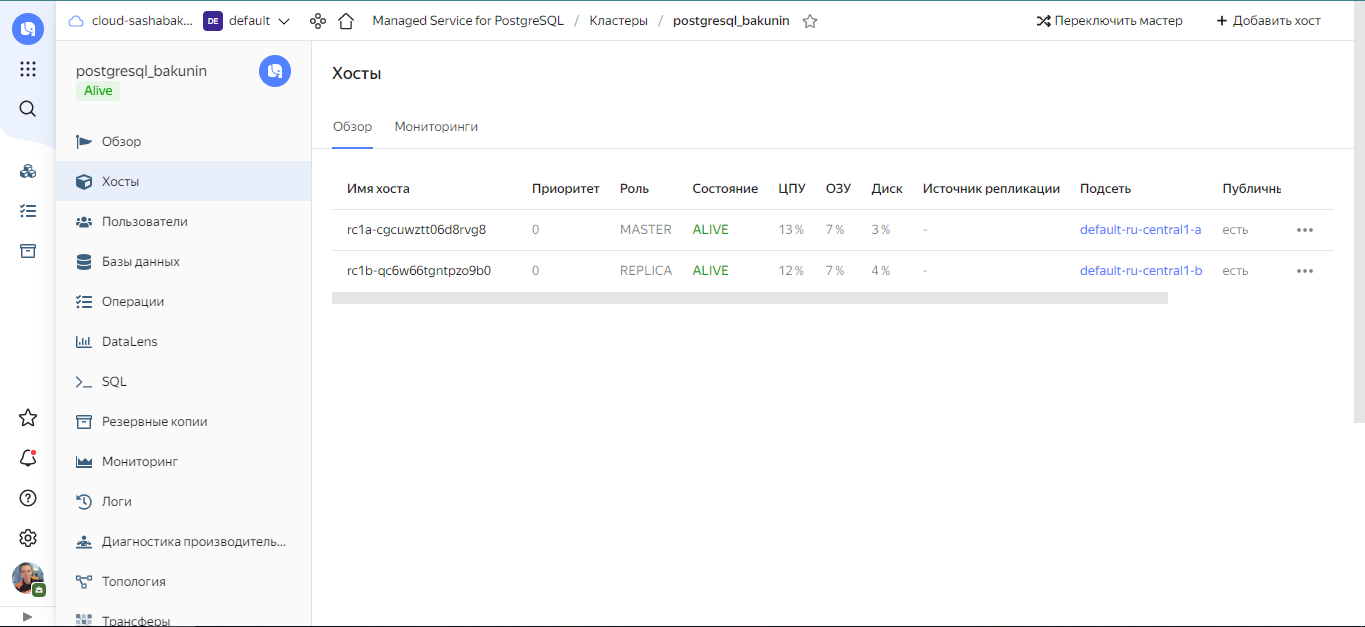 cloud-sashabak... DE default Managed Service for PostgreSQL / Кластеры / postgresql_bakunin Переключить мастер + Добавить хост
postgresql_bakunin
Alive
Обзор
Хосты
Пользователи
Базы данных
Операции
DataLens
SQL
Резервные копии
Мониторинг
Логи
Диагностика производитель...
Топология
Трансферы
Хосты
Обзор Мониторинги
Имя хоста Приоритет Роль Состояние ЦПУ ОЗУ Диск Источник репликации Подсеть Публичнь
rc1a-cgcuwztt06d8rvg8 0 MASTER ALIVE 13 % 7 % 3 % - default-ru-central1-a есть
rc1b-qc6w66tgntpzo9b0 0 REPLICA ALIVE 12 % 7 % 4 % - default-ru-central1-b есть